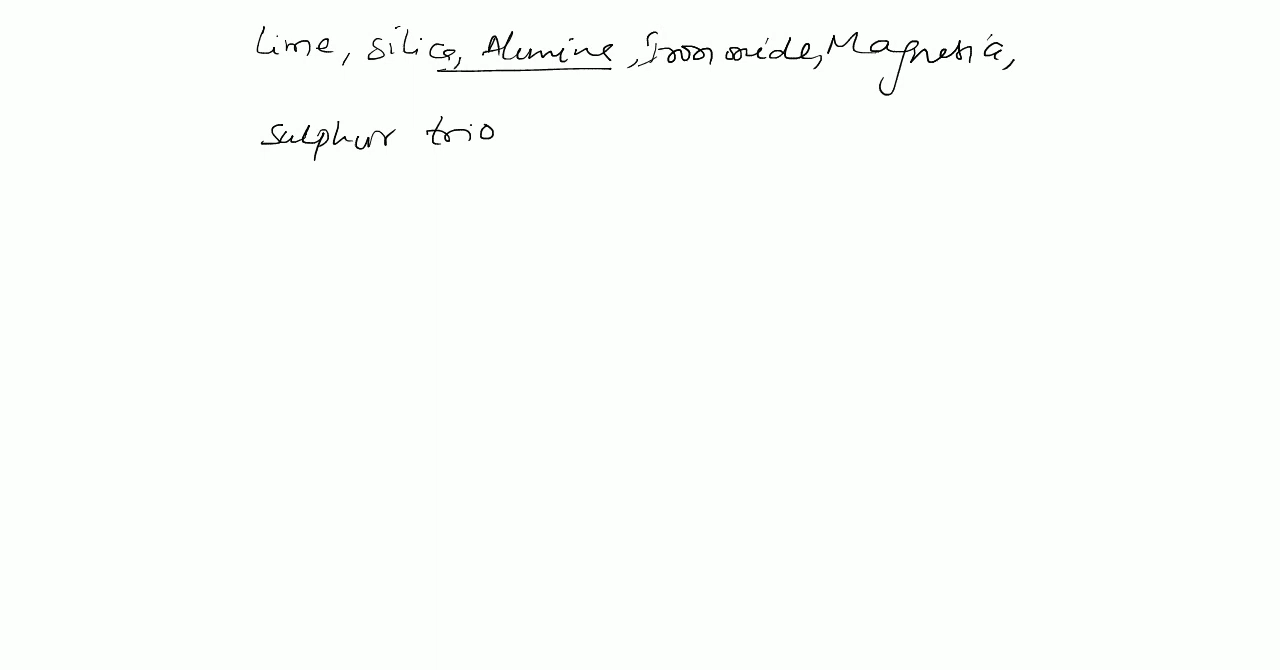 Lime, silica, Alumina, Iron oxide, Magnesia,
sulphur trio